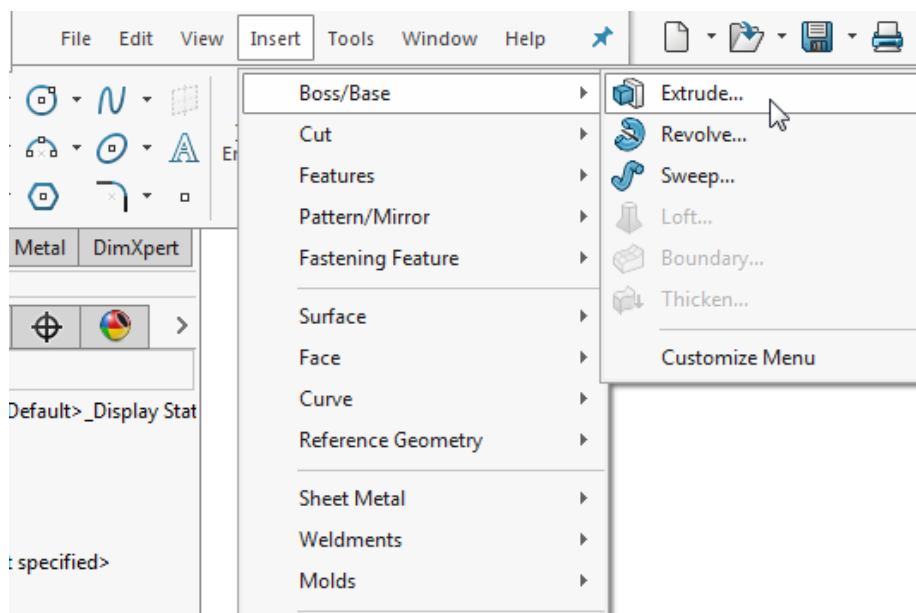 File Edit View Insert Tools Window Help
Boss/Base
Extrude...
Cut
Revolve...
Features
Sweep...
Pattern/Mirror
Loft...
Fastening Feature
Boundary...
Thicken...
Metal DimXpert
Surface
Face
Customize Menu
Curve
Default>_Display Stat
Reference Geometry
Sheet Metal
Weldments
specified>
Molds